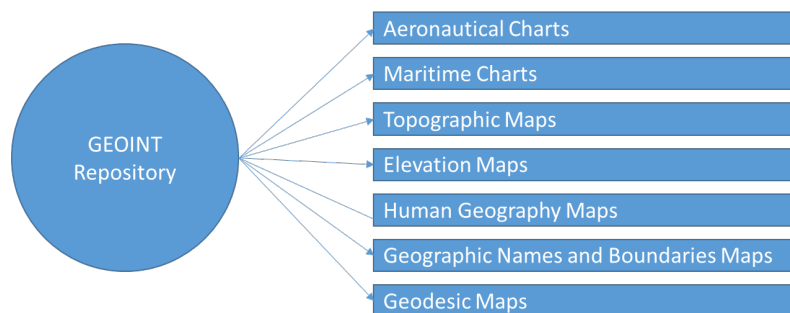 GEOINT
Repository
Aeronautical Charts
Maritime Charts
Topographic Maps
Elevation Maps
Human Geography Maps
Geographic Names and Boundaries Maps
Geodesic Maps